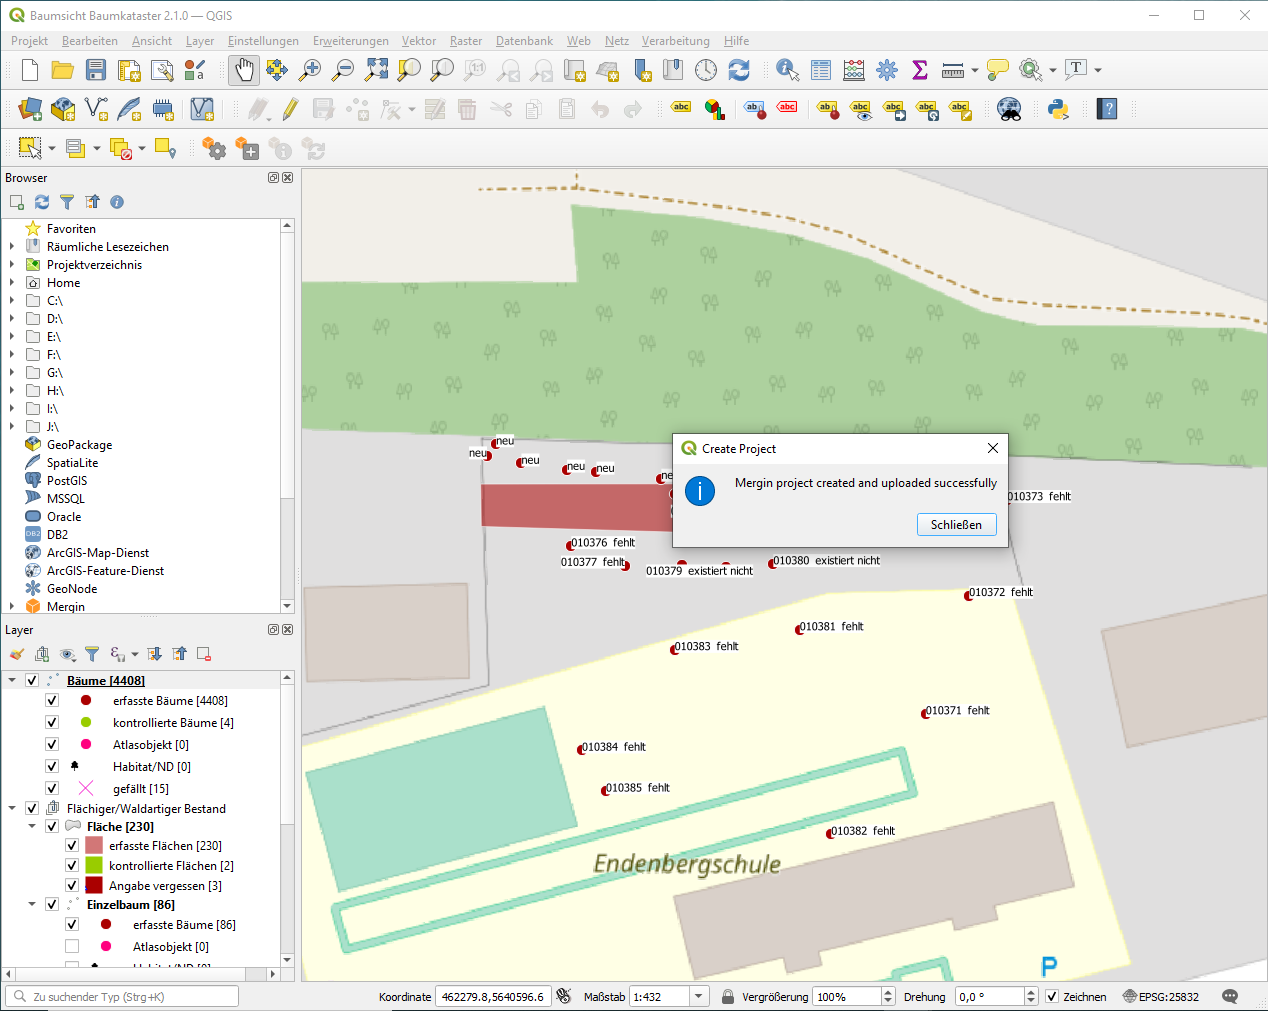 Baumsicht Baumkataster 2.1.0 — QGIS
Projekt Bearbeiten Ansicht Layer Einstellungen Erweiterungen Vektor Raster Datenbank Web Netz Verarbeitung Hilfe
Browser
Favoriten
Räumliche Lesezeichen
Projektverzeichnis
Home
C:\
D:\
E:\
F:\
G:\
H:\
I:\
J:\
GeoPackage
SpatiaLite
PostGIS
MSSQL
Oracle
DB2
ArcGIS-Map-Dienst
ArcGIS-Feature-Dienst
GeoNode
Mergin
Layer
Bäume [4408]
erfasste Bäume [4408]
kontrollierte Bäume [4]
Atlasobjekt [0]
Habitat/ND [0]
gefällt [15]
Flächiger/Waldartiger Bestand
Fläche [230]
erfasste Flächen [230]
kontrollierte Flächen [2]
Angabe vergessen [3]
Einzelbaum [86]
erfasste Bäume [86]
Atlasobjekt [0]
Habitat/ND [0]
neu
neu
neu
neu
neu
ne
Create Project
Mergin project created and uploaded successfully
Schließen
010373 fehlt
010376 fehlt
010377 fehlt
010379 existiert nicht
010380 existiert nicht
010372 fehlt
010381 fehlt
010383 fehlt
010371 fehlt
010384 fehlt
010385 fehlt
010382 fehlt
Endenbergschule
P
Zu suchender Typ (Strg+K)
Koordinate 462279.8,5640596.6 Maßstab 1:432 Vergrößerung 100% Drehung 0,0 ° Zeichnen EPSG:25832